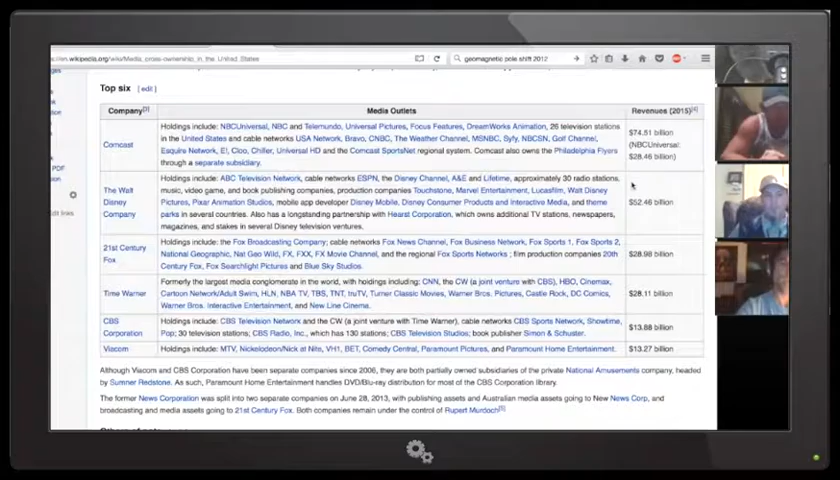 en.wikipedia.org/wiki/Media_cross-ownership_in_the_United_States
geomagnetic pole shift 2012
Top six [ edit ]
Company[3] Media Outlets Revenues (2015)[4]
Comcast
Holdings include: NBCUniversal, NBC and Telemundo, Universal Pictures, Focus Features, DreamWorks Animation, 26 television stations
in the United States and cable networks USA Network, Bravo, CNBC, The Weather Channel, MSNBC, Syfy, NBCSN, Golf Channel,
Esquire Network, E!, Cloo, Chiller, Universal HD and the Comcast SportsNet regional system. Comcast also owns the Philadelphia Flyers
through a separate subsidiary.
$74.51 billion
(NBCUniversal:
$28.46 billion)
The Walt
Disney
Company
Holdings include: ABC Television Network, cable networks ESPN, the Disney Channel, A&E and Lifetime, approximately 30 radio stations,
music, video game, and book publishing companies, production companies Touchstone, Marvel Entertainment, Lucasfilm, Walt Disney
Pictures, Pixar Animation Studios, mobile app developer Disney Mobile, Disney Consumer Products and Interactive Media, and theme
parks in several countries. Also has a longstanding partnership with Hearst Corporation, which owns additional TV stations, newspapers,
magazines, and stakes in several Disney television ventures.
$52.46 billion
21st Century
Fox
Holdings include: the Fox Broadcasting Company; cable networks Fox News Channel, Fox Business Network, Fox Sports 1, Fox Sports 2,
National Geographic, Nat Geo Wild, FX, FXX, FX Movie Channel, and the regional Fox Sports Networks; film production companies 20th
Century Fox, Fox Searchlight Pictures and Blue Sky Studios.
$28.98 billion
Time Warner
Formerly the largest media conglomerate in the world, with holdings including: CNN, the CW (a joint venture with CBS), HBO, Cinemax,
Cartoon Network/Adult Swim, HLN, NBA TV, TBS, TNT, truTV, Turner Classic Movies, Warner Bros. Pictures, Castle Rock, DC Comics,
Warner Bros. Interactive Entertainment, and New Line Cinema.
$28.11 billion
CBS
Corporation
Holdings include: CBS Television Network and the CW (a joint venture with Time Warner), cable networks CBS Sports Network, Showtime,
Pop; 30 television stations; CBS Radio, Inc., which has 130 stations; CBS Television Studios; book publisher Simon & Schuster.
$13.88 billion
Viacom
Holdings include: MTV, Nickelodeon/Nick at Nite, VH1, BET, Comedy Central, Paramount Pictures, and Paramount Home Entertainment.
$13.27 billion
Although Viacom and CBS Corporation have been separate companies since 2006, they are both partially owned subsidiaries of the private National Amusements company, headed
by Sumner Redstone. As such, Paramount Home Entertainment handles DVD/Blu-ray distribution for most of the CBS Corporation library.
The former News Corporation was split into two separate companies on June 28, 2013, with publishing assets and Australian media assets going to New News Corp, and
broadcasting and media assets going to 21st Century Fox. Both companies remain under the control of Rupert Murdoch[5]
PDF
dit links